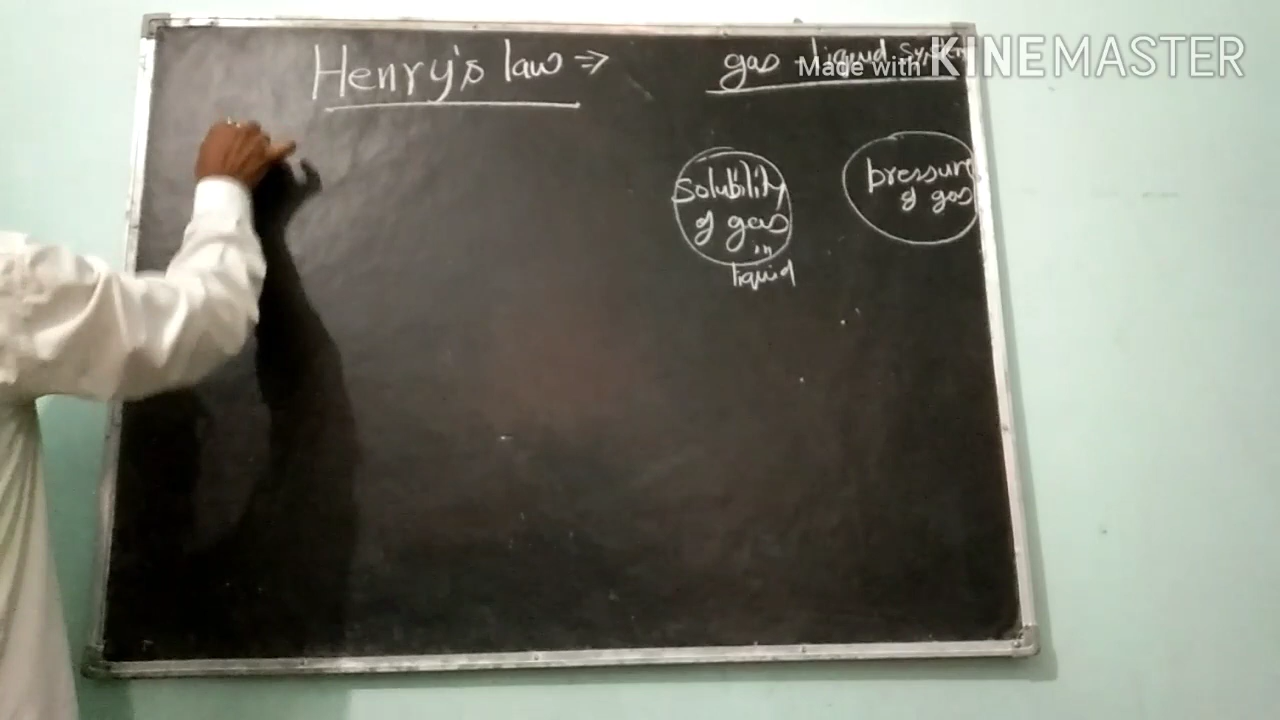 Henry's law ⇒
gas - liquid system
Made with KINEMASTER
solubility
of gas
in
liquid
pressure
of gas